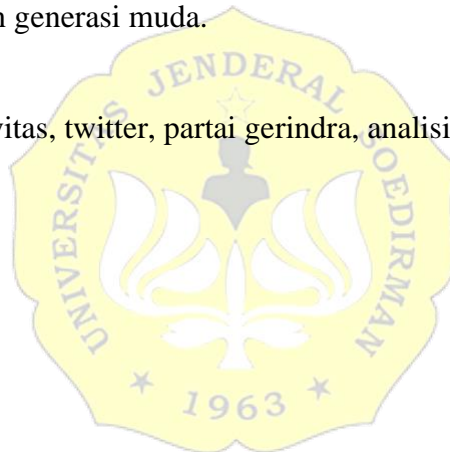 n generasi muda.
vitas, twitter, partai gerindra, analisi
UNIVERSITAS JENDERAL SOEDIRMAN
★ 1963 ★